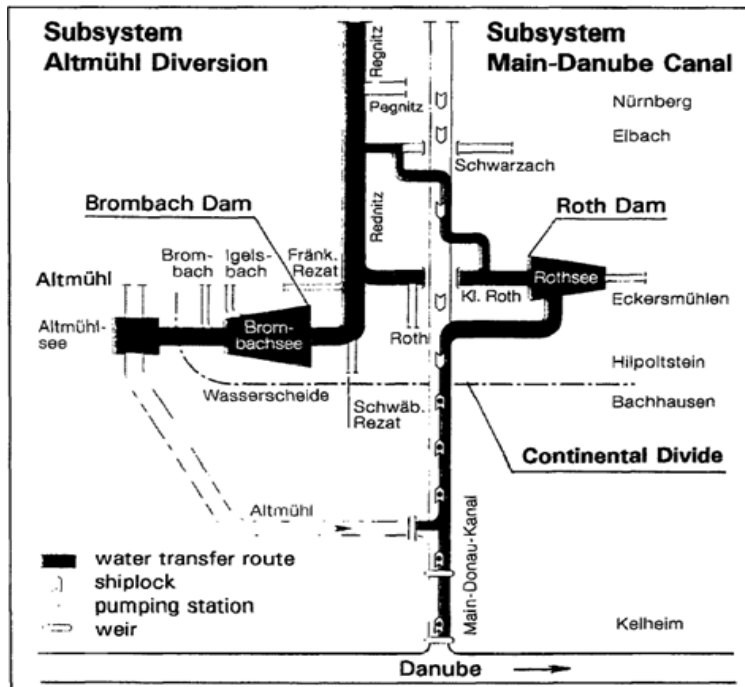 Subsystem
Altmühl Diversion
Subsystem
Main-Danube Canal
Regnitz
Pegnitz
Nürnberg
Eibach
Schwarzach
Rednitz
Brombach Dam
Roth Dam
Brom-
bach
Igels-
bach
Fränk.
Rezat
Altmühl
Altmühl-
see
Brom-
bachsee
Kl. Roth
Rothsee
Eckersmühlen
Roth
Hilpoltstein
Wasserscheide
Schwäb.
Rezat
Bachhausen
Continental Divide
Altmühl
Main-Donau-Kanal
water transfer route
shiplock
pumping station
weir
Kelheim
Danube